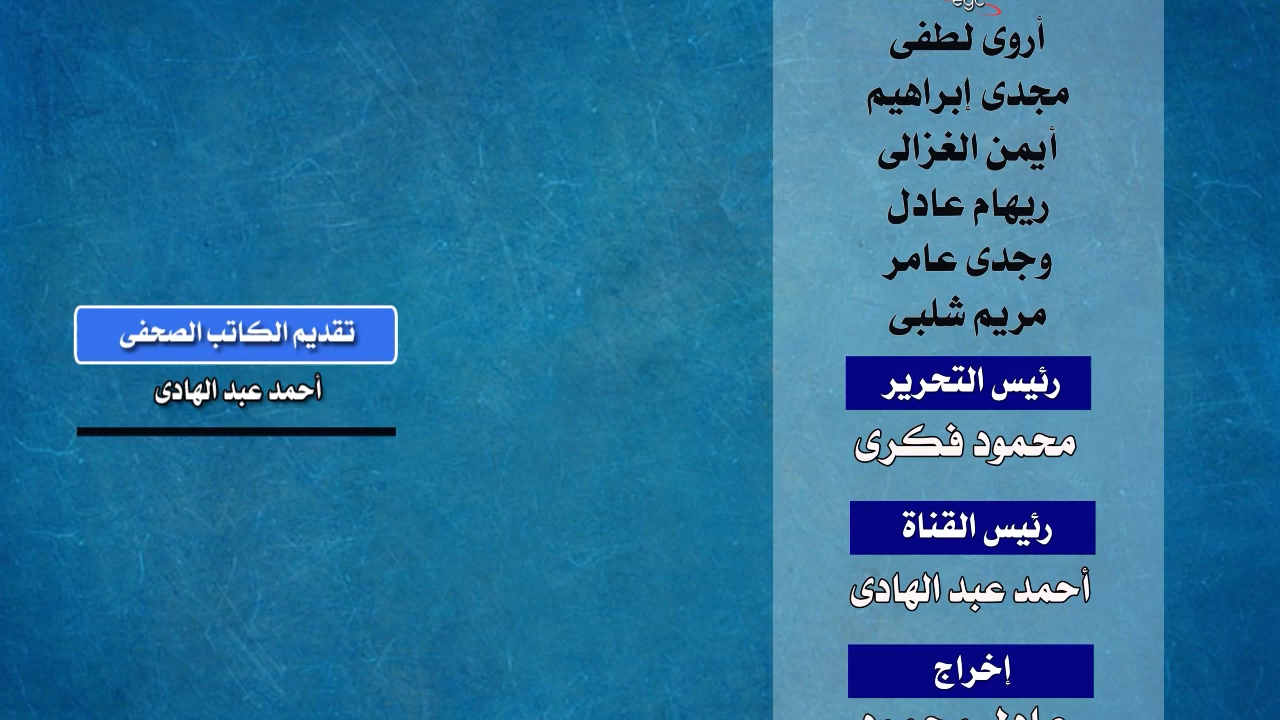 أروى لطفى
مجدى إبراهيم
أيمن الغزالى
ريهام عادل
وجدى عامر
مريم شلبى
رئيس التحرير
محمود فكرى
رئيس القناة
أحمد عبد الهادى
إخراج
تقديم الكاتب الصحفى
أحمد عبد الهادى